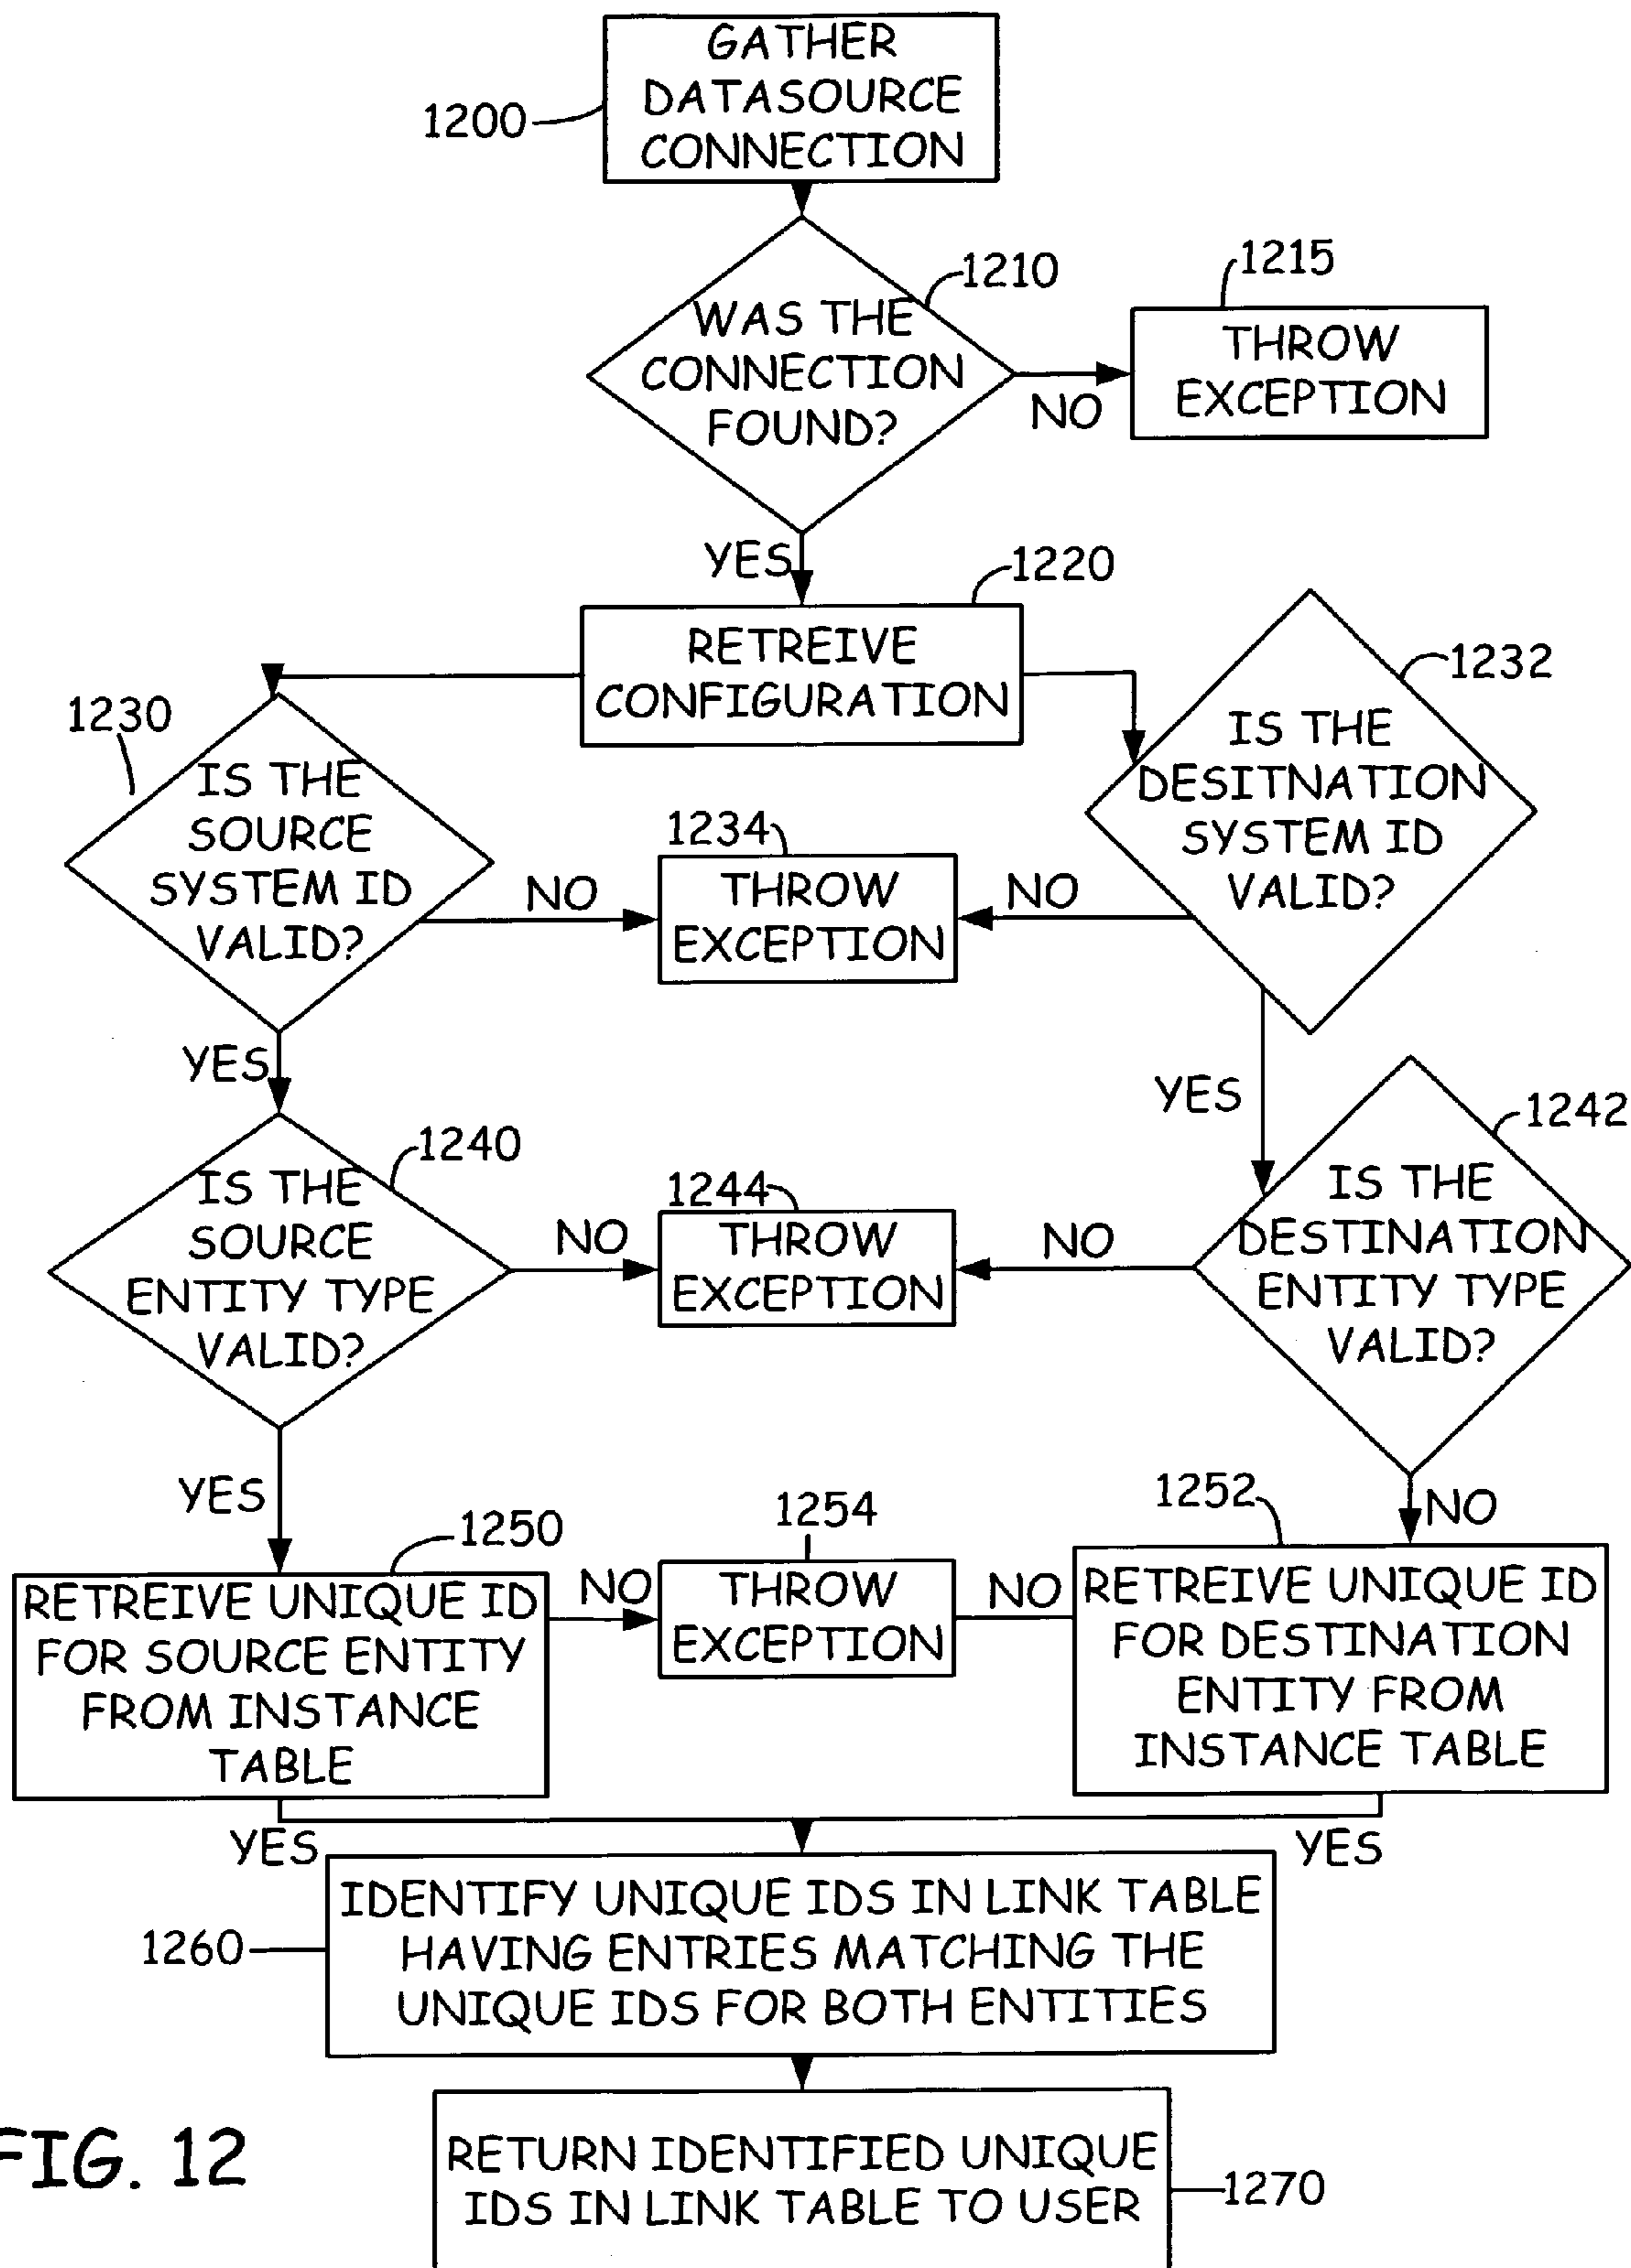 GATHER
DATASOURCE
CONNECTION
1200
WAS THE
CONNECTION
FOUND?
1210
1215
THROW
EXCEPTION
NO
YES
1220
RETREIVE
CONFIGURATION
1230
IS THE
SOURCE
SYSTEM ID
VALID?
1232
IS THE
DESITNATION
SYSTEM ID
VALID?
NO
1234
THROW
EXCEPTION
NO
YES
YES
1240
IS THE
SOURCE
ENTITY TYPE
VALID?
1242
IS THE
DESTINATION
ENTITY TYPE
VALID?
NO
1244
THROW
EXCEPTION
NO
YES
NO
1250
RETREIVE UNIQUE ID
FOR SOURCE ENTITY
FROM INSTANCE
TABLE
NO
1254
THROW
EXCEPTION
NO
1252
RETREIVE UNIQUE ID
FOR DESTINATION
ENTITY FROM
INSTANCE TABLE
YES
YES
1260
IDENTIFY UNIQUE IDS IN LINK TABLE
HAVING ENTRIES MATCHING THE
UNIQUE IDS FOR BOTH ENTITIES
RETURN IDENTIFIED UNIQUE
IDS IN LINK TABLE TO USER
1270
FIG. 12